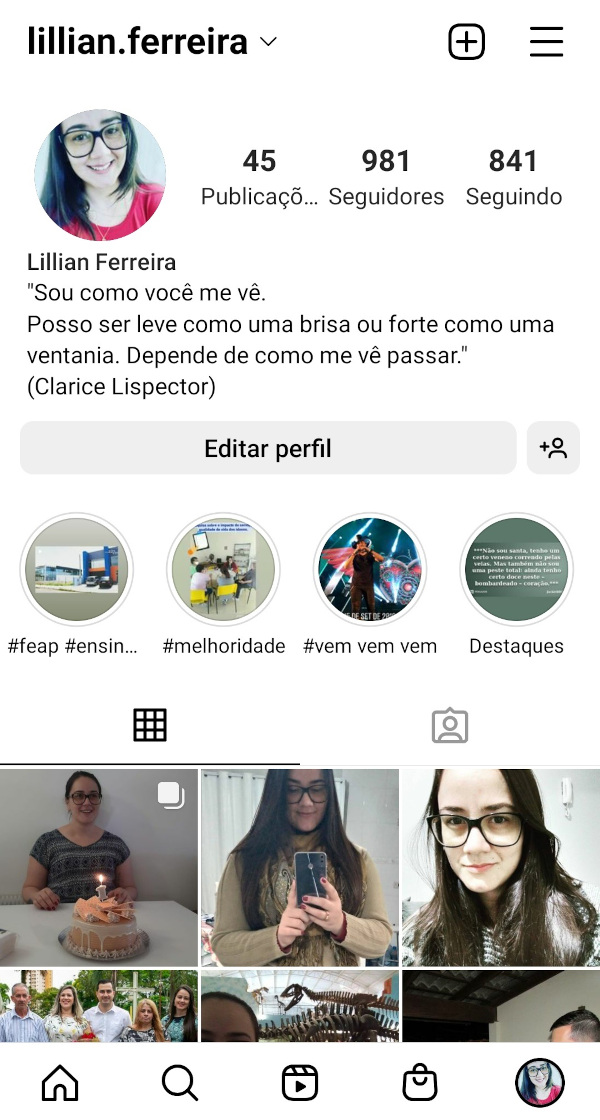 lillian.ferreira
45
981
841
Publicaçõ...
Seguidores
Seguindo
Lillian Ferreira
"Sou como você me vê.
Posso ser leve como uma brisa ou forte como uma
ventania. Depende de como me vê passar."
(Clarice Lispector)
Editar perfil
"""Não sou santa, tenho um
certo veneno correndo pelas
veias. Mas também não sou
uma peste total: ainda tenho
certo doce neste –
bombardeado – coração."""
#feap #ensin...
#melhoridade
#vem vem vem
Destaques